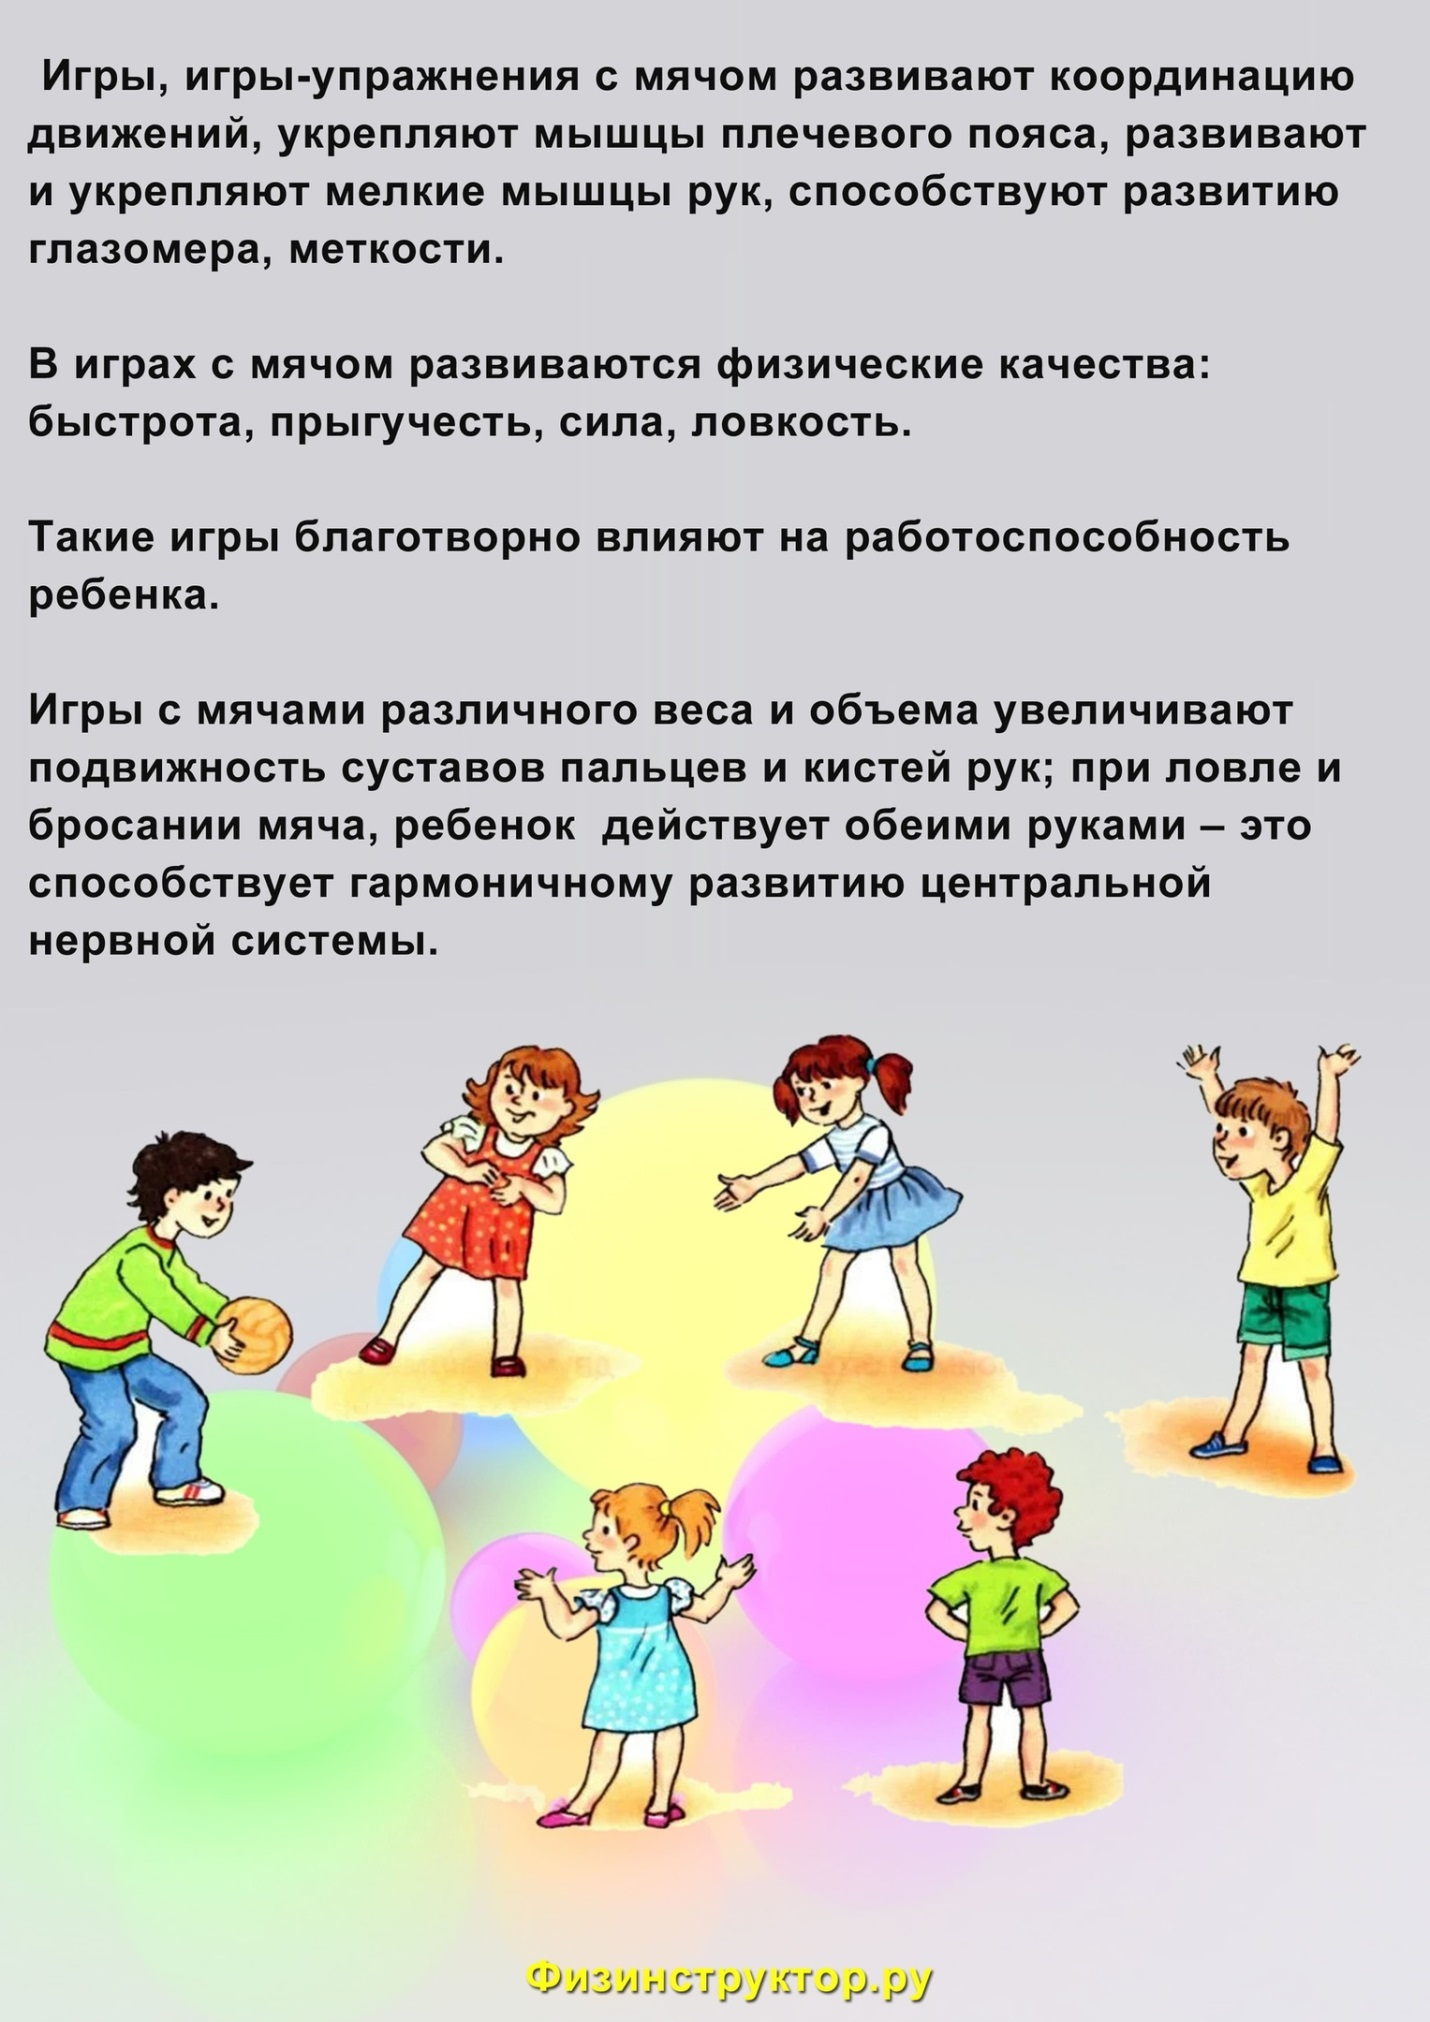 Игры, игры-упражнения с мячом развивают координацию
движений, укрепляют мышцы плечевого пояса, развивают
и укрепляют мелкие мышцы рук, способствуют развитию
глазомера, меткости.
В играх с мячом развиваются физические качества:
быстрота, прыгучесть, сила, ловкость.
Такие игры благотворно влияют на работоспособность
ребенка.
Игры с мячами различного веса и объема увеличивают
подвижность суставов пальцев и кистей рук; при ловле и
бросании мяча, ребенок  действует обеими руками – это
способствует гармоничному развитию центральной
нервной системы.
Физинструктор.ру